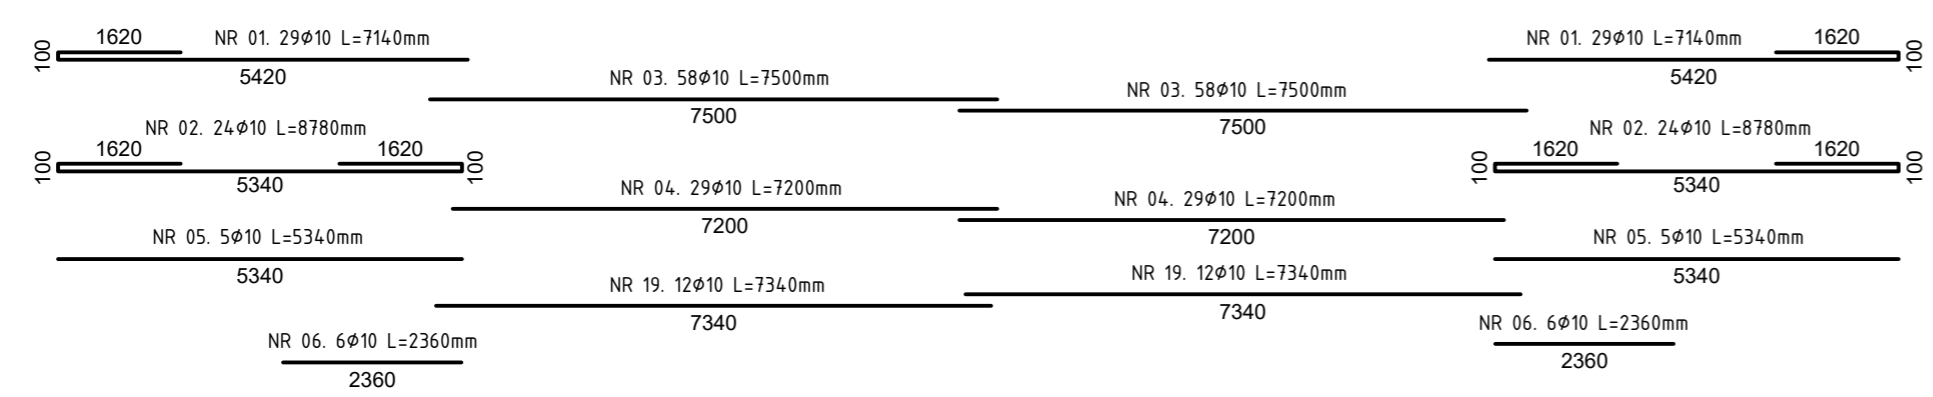 1620 NR 01. 29Ø10 L=7140mm
100
5420
NR 01. 29Ø10 L=7140mm 1620
100
5420
NR 03. 58Ø10 L=7500mm
7500
NR 03. 58Ø10 L=7500mm
7500
NR 02. 24Ø10 L=8780mm
1620 1620
100 100
5340
NR 02. 24Ø10 L=8780mm
1620 1620
100 100
5340
NR 04. 29Ø10 L=7200mm
7200
NR 04. 29Ø10 L=7200mm
7200
NR 05. 5Ø10 L=5340mm
5340
NR 05. 5Ø10 L=5340mm
5340
NR 19. 12Ø10 L=7340mm
7340
NR 19. 12Ø10 L=7340mm
7340
NR 06. 6Ø10 L=2360mm
2360
NR 06. 6Ø10 L=2360mm
2360